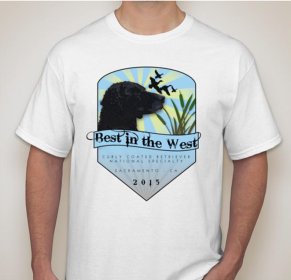 Best in the West
CURLY COATED RETRIEVER
NATIONAL SPECIALTY
SACRAMENTO CA
2015